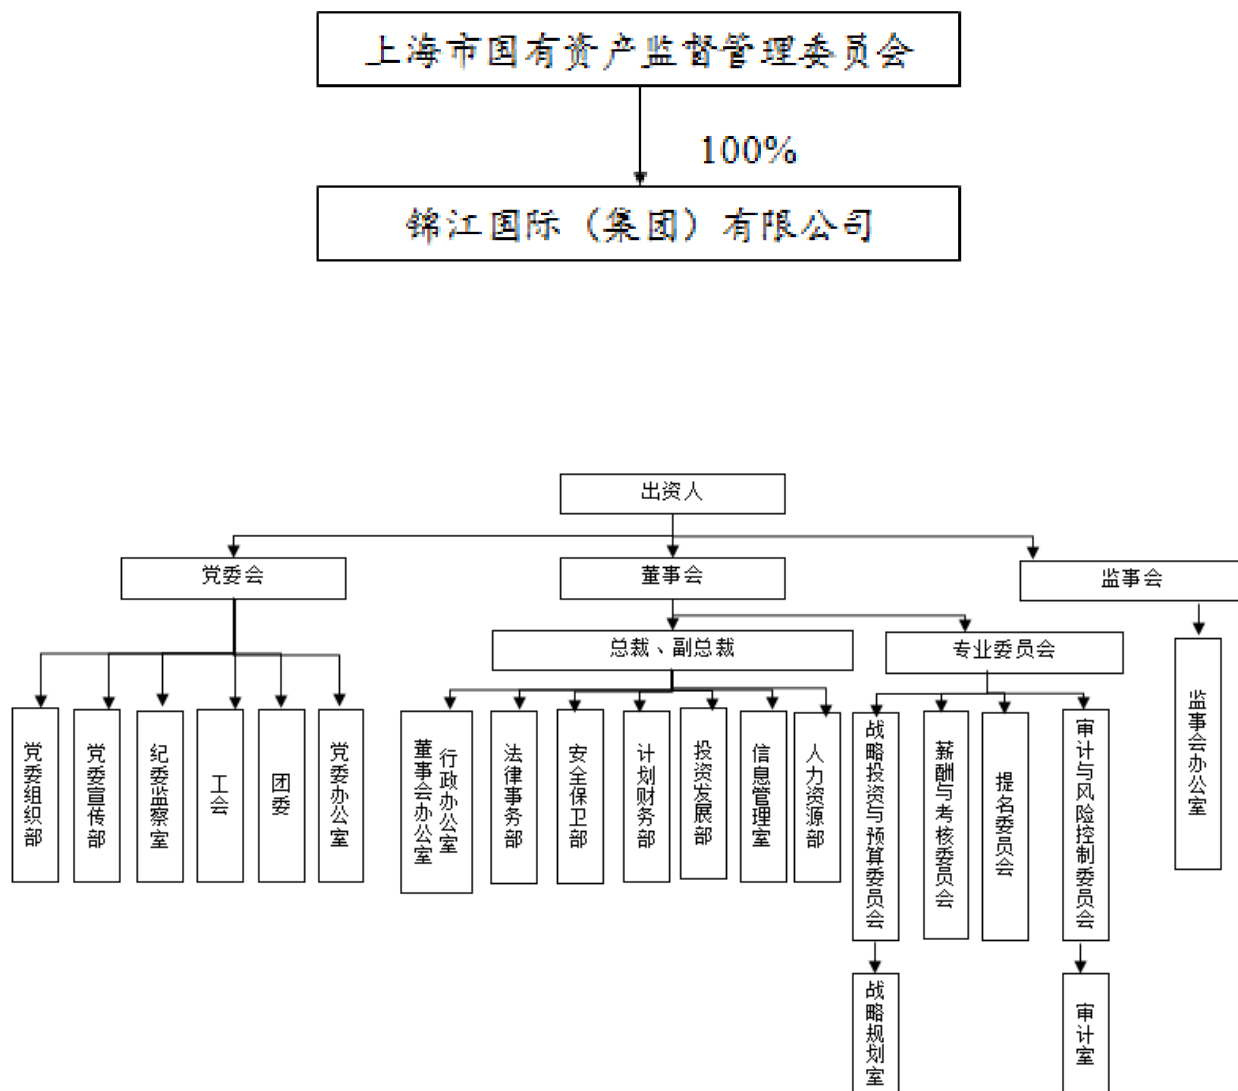 上海市国有资产监督管理委员会
100%
锦江国际（集团）有限公司
出资人
党委会
董事会
监事会
总裁、副总裁
专业委员会
党委组织部
党委宣传部
纪委监察室
工会
团委
党委办公室
董事会办公室
行政办公室
法律事务部
安全保卫部
计划财务部
投资发展部
信息管理室
人力资源部
战略投资与预算委员会
薪酬与考核委员会
提名委员会
审计与风险控制委员会
监事会办公室
战略规划室
审计室